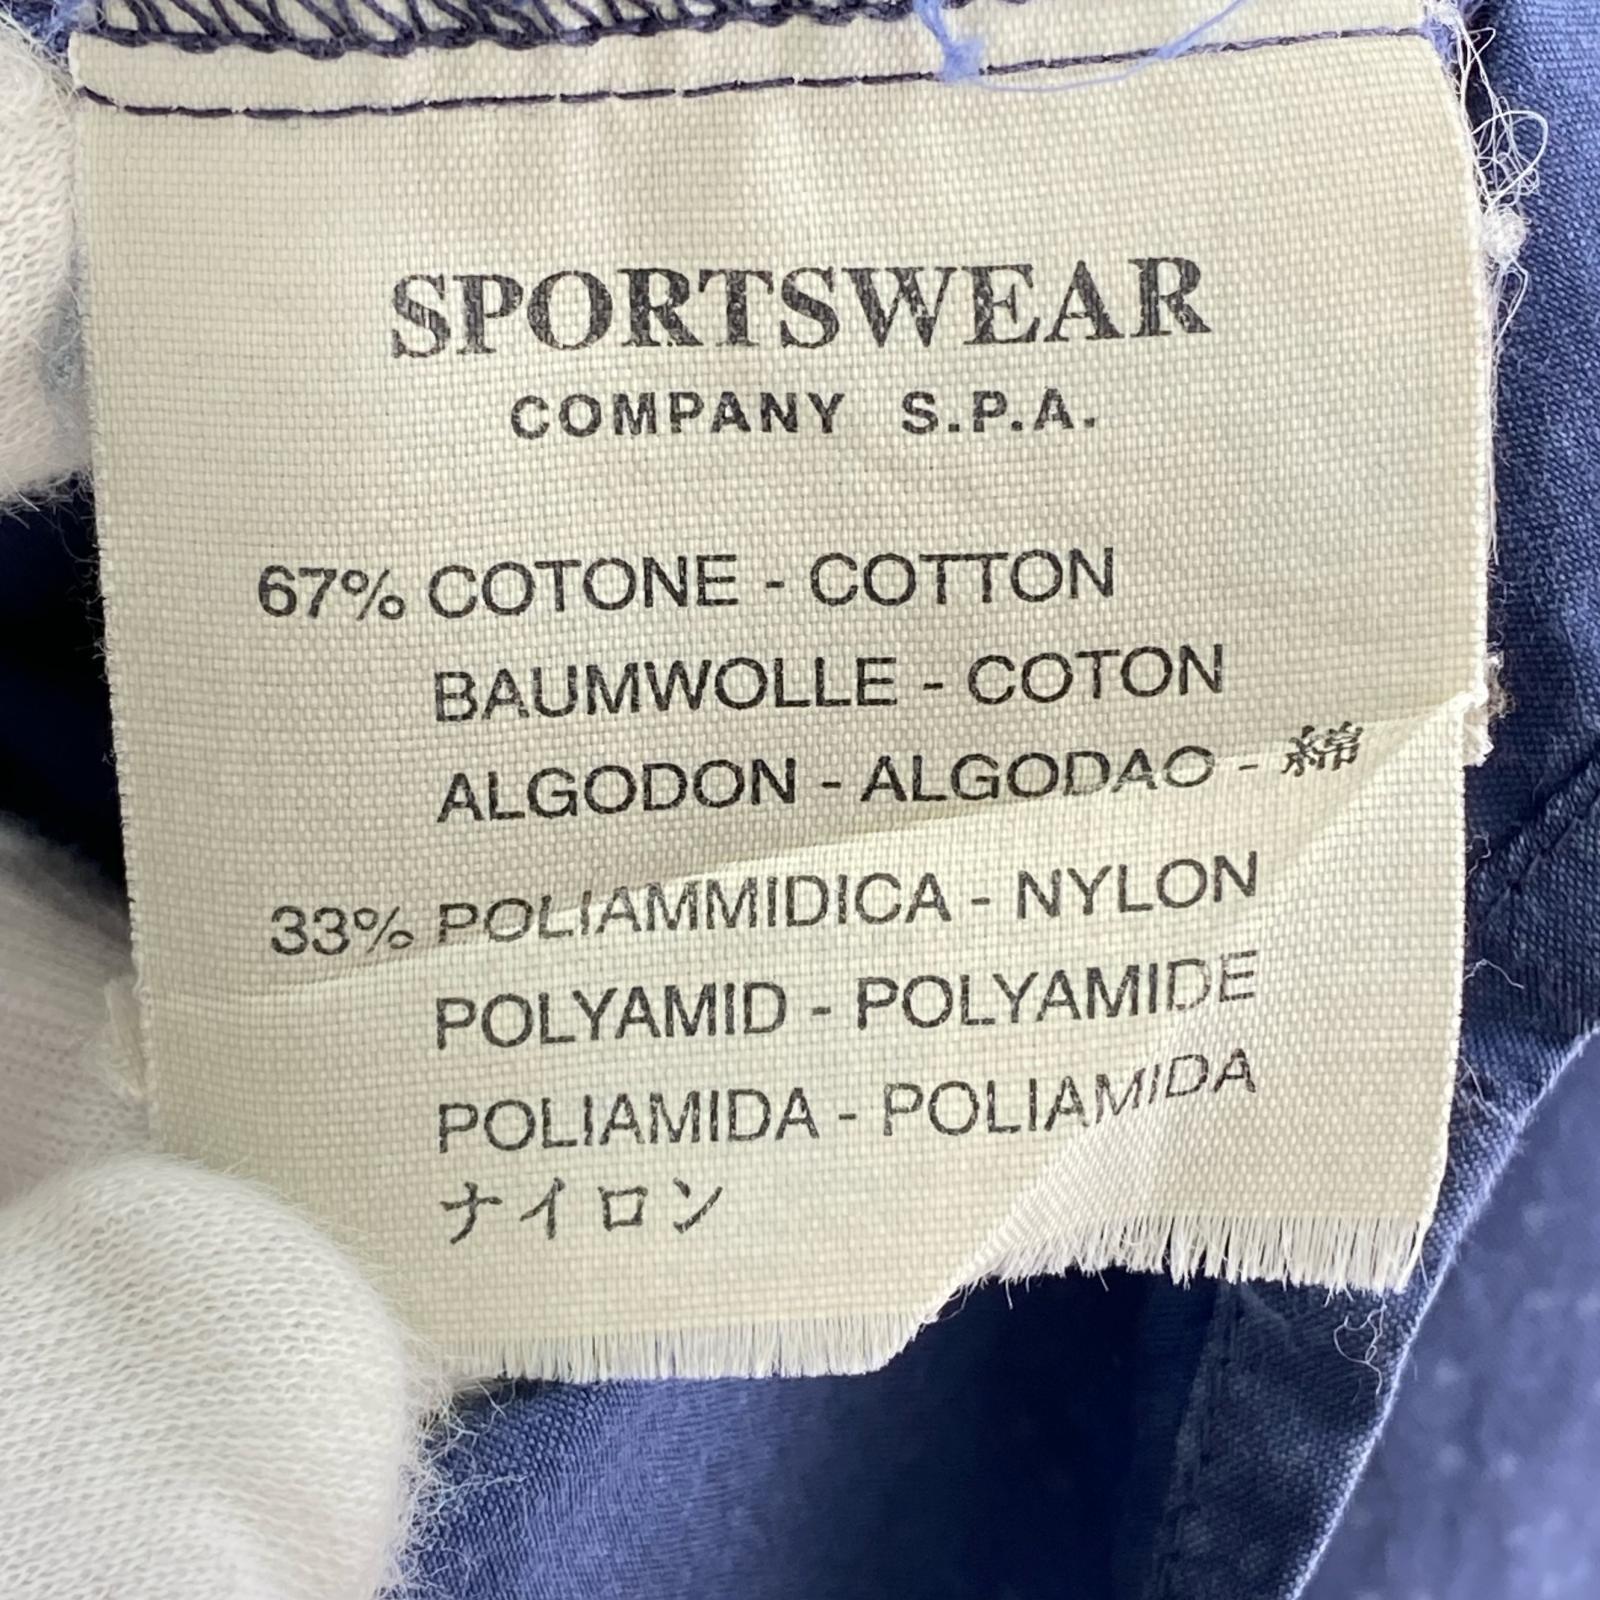 SPORTSWEAR
COMPANY S.P.A.
67% COTONE - COTTON
BAUMWOLLE - COTON
ALGODON - ALGODAO - 綿
33% POLIAMMIDICA - NYLON
POLYAMID - POLYAMIDE
POLIAMIDA - POLIAMIDA
ナイロン